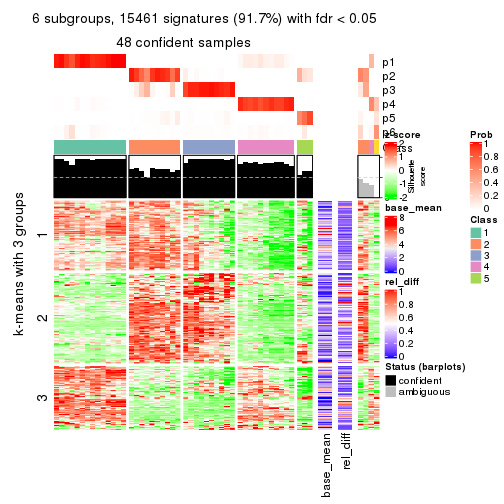 6 subgroups, 15461 signatures (91.7%) with fdr < 0.05
48 confident samples
p1
p2
p3
p4
p5
p6
Class
Silhouette
score
k-means with 3 groups
1
2
3
base_mean
rel_diff
z-score
2
1
0
-1
-2
base_mean
8
6
4
2
0
rel_diff
1
0.8
0.6
0.4
0.2
0
Status (barplots)
confident
ambiguous
Prob
1
0.8
0.6
0.4
0.2
0
Class
1
2
3
4
5